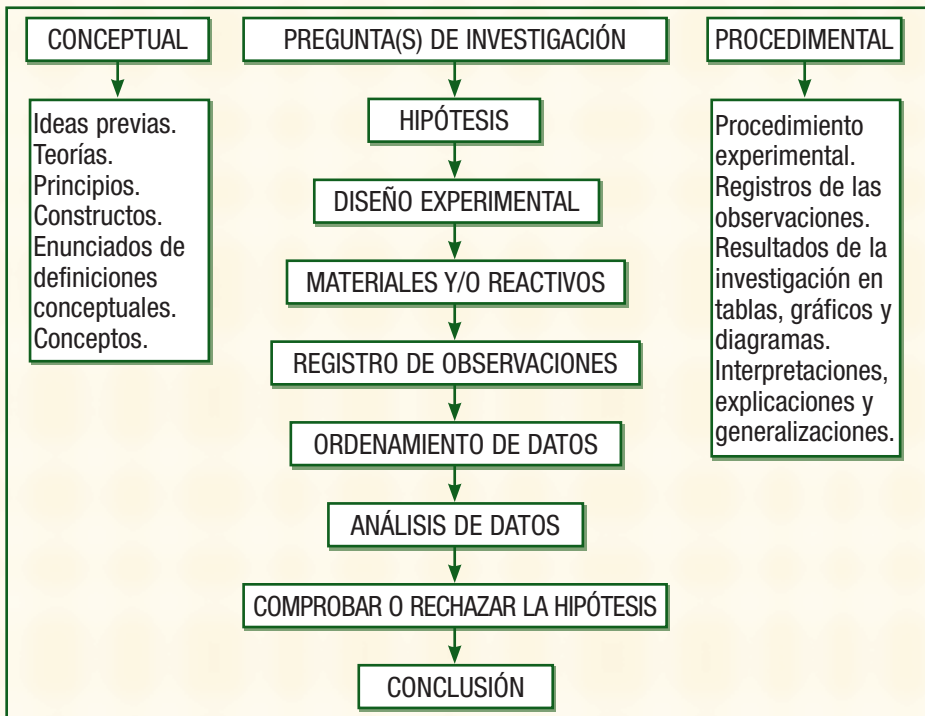 CONCEPTUAL
Ideas previas.
Teorías.
Principios.
Constructos.
Enunciados de
definiciones
conceptuales.
Conceptos.
PREGUNTA(S) DE INVESTIGACIÓN
HIPÓTESIS
DISEÑO EXPERIMENTAL
MATERIALES Y/O REACTIVOS
REGISTRO DE OBSERVACIONES
ORDENAMIENTO DE DATOS
ANÁLISIS DE DATOS
COMPROBAR O RECHAZAR LA HIPÓTESIS
CONCLUSIÓN
PROCEDIMENTAL
Procedimiento
experimental.
Registros de las
observaciones.
Resultados de la
investigación en
tablas, gráficos y
diagramas.
Interpretaciones,
explicaciones y
generalizaciones.